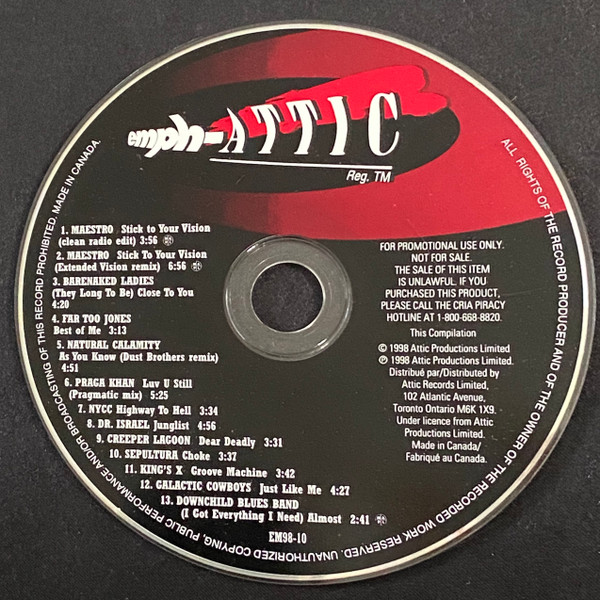 emph-ATTIC
Reg. TM
1. MAESTRO Stick to Your Vision
(clean radio edit) 3:56
2. MAESTRO Stick To Your Vision
(Extended Vision remix) 6:56
3. BARENAKED LADIES
(They Long To Be) Close To You
4:20
4. FAR TOO JONES
Best of Me 3:13
5. NATURAL CALAMITY
As You Know (Dust Brothers remix)
4:51
6. PRAGA KHAN Luv U Still
(Pragmatic mix) 5:25
7. NYCC Highway To Hell 3:34
8. DR. ISRAEL Junglist 4:56
9. CREEPER LAGOON Dear Deadly 3:31
10. SEPULTURA Choke 3:37
11. KING'S X Groove Machine 3:42
12. GALACTIC COWBOYS Just Like Me 4:27
13. DOWNCHILD BLUES BAND
(I Got Everything I Need) Almost 2:41
EM98-10
FOR PROMOTIONAL USE ONLY.
NOT FOR SALE.
THE SALE OF THIS ITEM
IS UNLAWFUL. IF YOU
PURCHASED THIS PRODUCT,
PLEASE CALL THE CRIA PIRACY
HOTLINE AT 1-800-668-8820.
This Compilation
© 1998 Attic Productions Limited.
℗ 1998 Attic Productions Limited.
Distribué par/Distributed by
Attic Records Limited,
102 Atlantic Avenue,
Toronto Ontario M6K 1X9.
Under licence from Attic
Productions Limited.
Made in Canada/
Fabriqué au Canada.
ALL RIGHTS OF THE RECORD PRODUCER AND OF THE OWNER OF THE RECORDED WORK RESERVED. UNAUTHORIZED COPYING, PUBLIC PERFORMANCE AND/OR BROADCASTING OF THIS RECORD PROHIBITED. MADE IN CANADA.